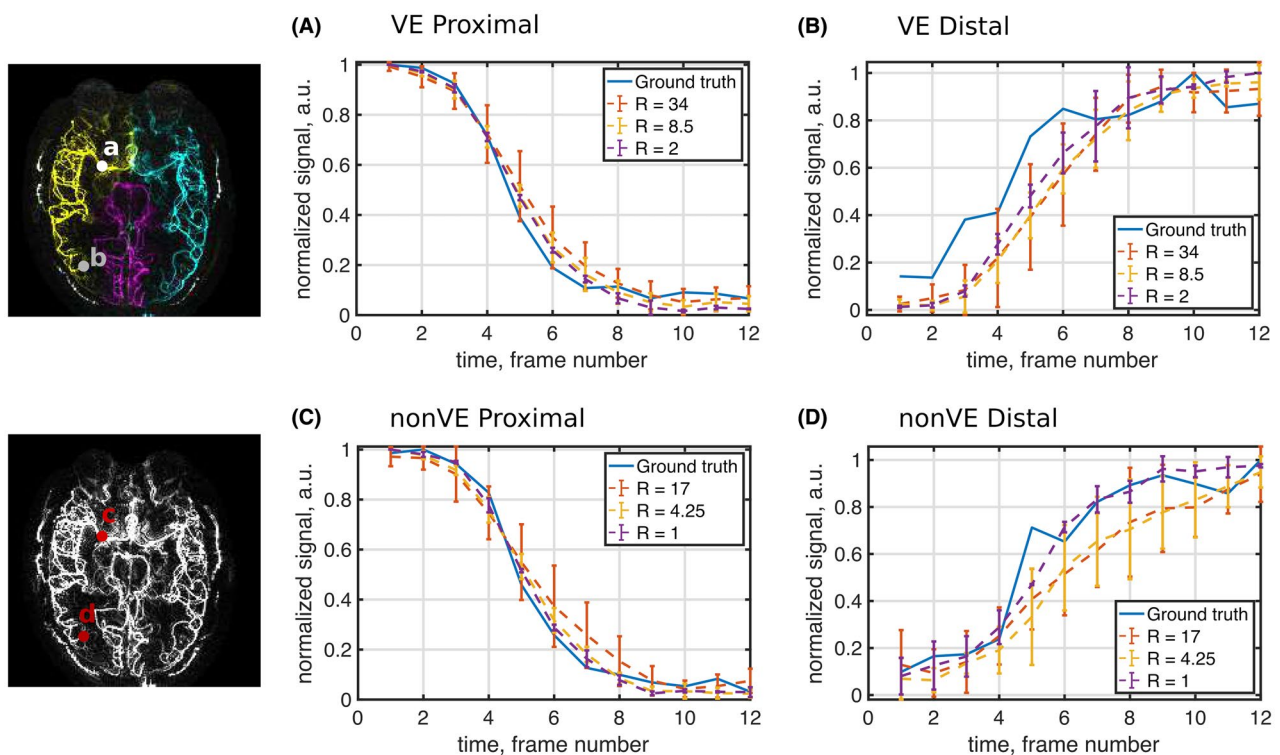 (A) VE Proximal
normalized signal, a.u.
1
0.8
0.6
0.4
0.2
0
0 2 4 6 8 10 12
time, frame number
Ground truth
R = 34
R = 8.5
R = 2
(B) VE Distal
normalized signal, a.u.
1
0.8
0.6
0.4
0.2
0
0 2 4 6 8 10 12
time, frame number
Ground truth
R = 34
R = 8.5
R = 2
a
b
(C) nonVE Proximal
normalized signal, a.u.
1
0.8
0.6
0.4
0.2
0
0 2 4 6 8 10 12
time, frame number
Ground truth
R = 17
R = 4.25
R = 1
(D) nonVE Distal
normalized signal, a.u.
1
0.8
0.6
0.4
0.2
0
0 2 4 6 8 10 12
time, frame number
Ground truth
R = 17
R = 4.25
R = 1
c
d